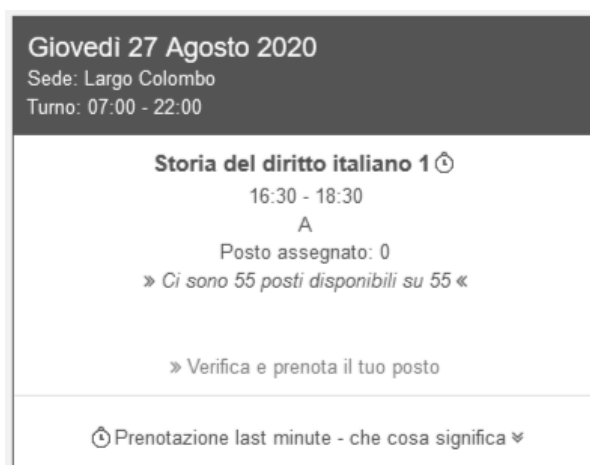 Giovedì 27 Agosto 2020
Sede: Largo Colombo
Turno: 07:00 - 22:00
Storia del diritto italiano 1
16:30 - 18:30
A
Posto assegnato: 0
» Ci sono 55 posti disponibili su 55 «
» Verifica e prenota il tuo posto
Prenotazione last minute - che cosa significa